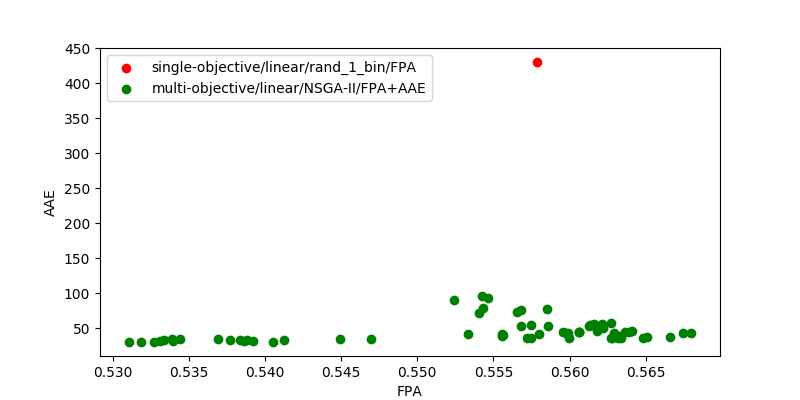 single-objective/linear/rand_1_bin/FPA
multi-objective/linear/NSGA-II/FPA+AAE
450
400
350
300
250
200
150
100
50
AAE
0.530 0.535 0.540 0.545 0.550 0.555 0.560 0.565
FPA